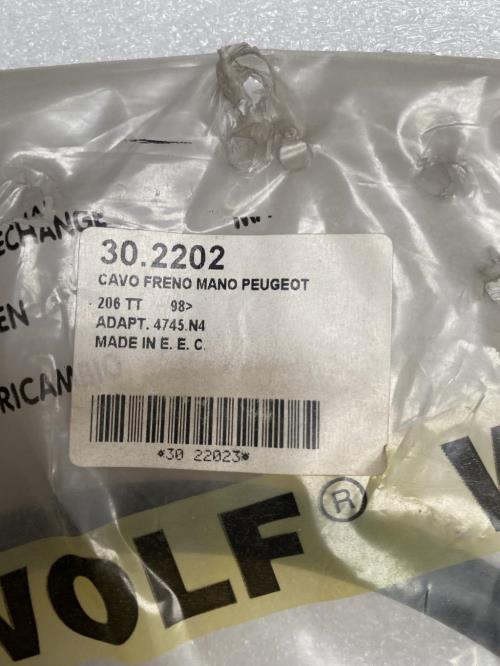 ECHANGE
30.2202
CAVO FRENO MANO PEUGEOT
206 TT 98>
ADAPT. 4745.N4
MADE IN E. E. C.
EN
RICAMBIO
*30 22023*
WOLF ®